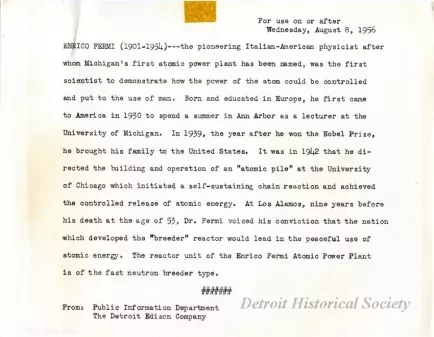 For use on or after
Wednesday, August 8, 1956
ENRICO FERMI (1901-1954)---the pioneering Italian-American physicist after
whom Michigan's first atomic power plant has been named, was the first
scientist to demonstrate how the power of the atom could be controlled
and put to the use of man. Born and educated in Europe, he first came
to America in 1930 to spend a summer in Ann Arbor as a lecturer at the
University of Michigan. In 1939, the year after he won the Nobel Prize,
he brought his family to the United States. It was in 1942 that he di-
rected the building and operation of an "atomic pile" at the University
of Chicago which initiated a self-sustaining chain reaction and achieved
the controlled release of atomic energy. At Los Alamos, nine years before
his death at the age of 53, Dr. Fermi voiced his conviction that the nation
which developed the "breeder" reactor would lead in the peaceful use of
atomic energy. The reactor unit of the Enrico Fermi Atomic Power Plant
is of the fast neutron breeder type.
#######
From: Public Information Department
The Detroit Edison Company
Detroit Historical Society